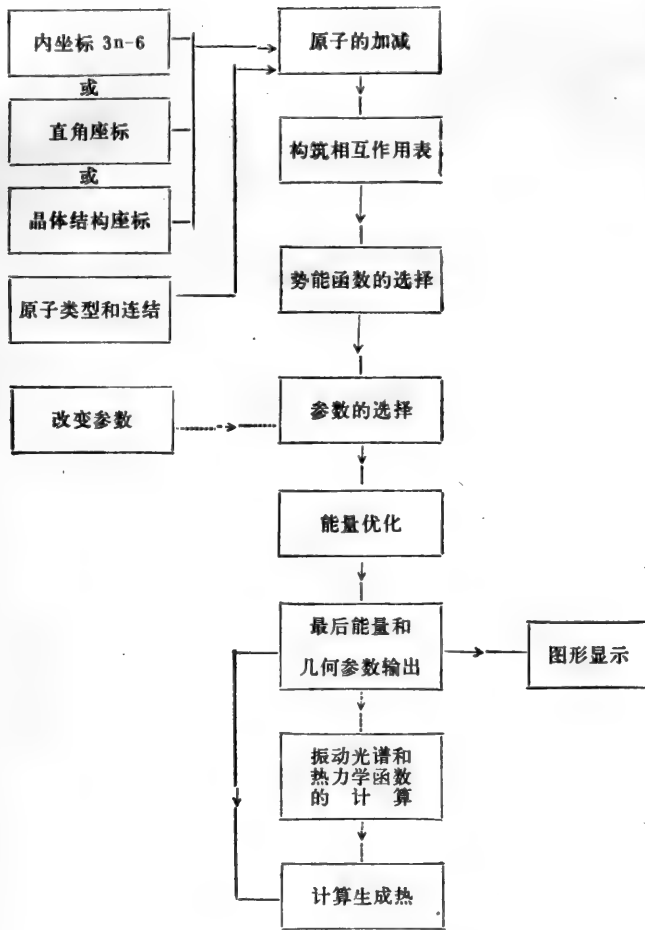 内坐标 3n-6
或
直角座标
或
晶体结构座标
原子类型和连结
改变参数
原子的加减
构筑相互作用表
势能函数的选择
参数的选择
能量优化
最后能量和
几何参数输出
图形显示
振动光谱和
热力学函数
的计算
计算生成热